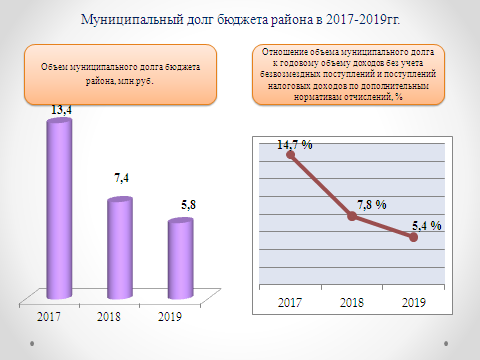 Муниципальный долг бюджета района в 2017-2019гг.
Объем муниципального долга бюджета
района, млн.руб.
Отношение объема муниципального долга
к годовому объему доходов без учета
безвозмездных поступлений и поступлений
налоговых доходов по дополнительным
нормативам отчислений, %
13,4
7,4
5,8
2017 2018 2019
14,7 %
7,8 %
5,4 %
2017 2018 2019